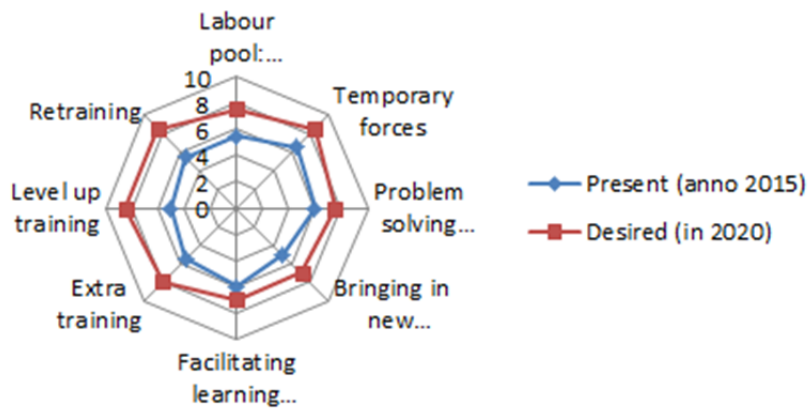 Labour
pool:...
10
8
6
4
2
0
Temporary
forces
Problem
solving...
Bringing in
new...
Facilitating
learning...
Extra
training
Level up
training
Retraining
Present (anno 2015)
Desired (in 2020)